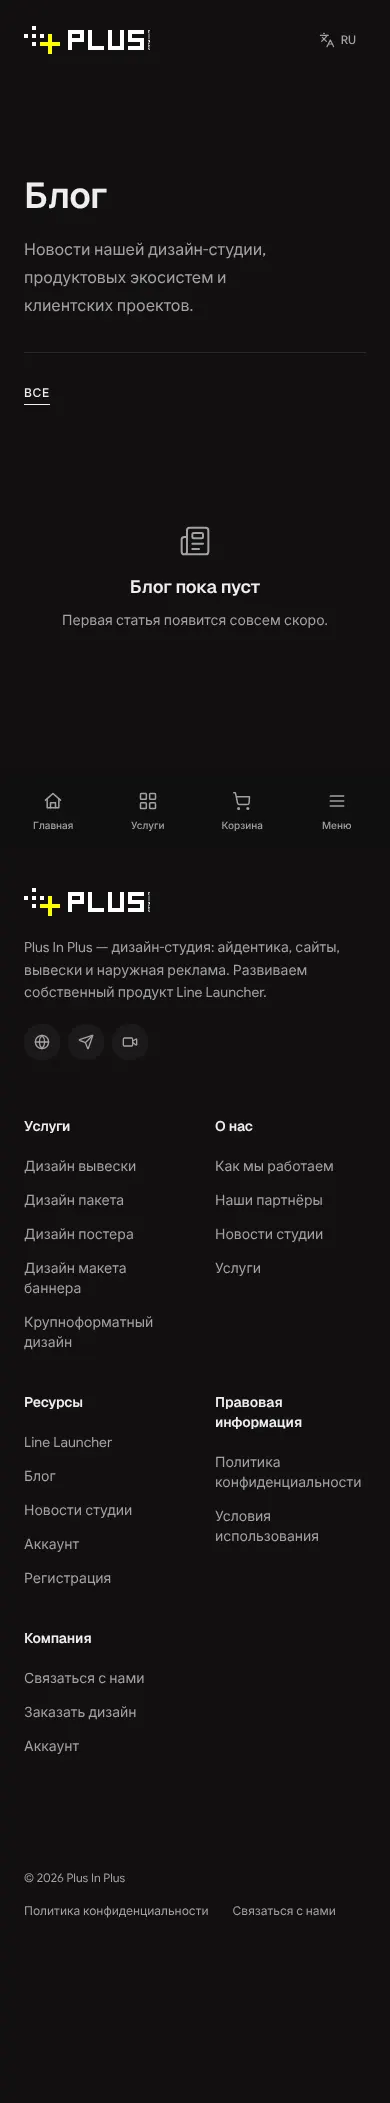 PLUS
RU
Блог
Новости нашей дизайн-студии,
продуктовых экосистем и
клиентских проектов.
ВСЕ
Блог пока пуст
Первая статья появится совсем скоро.
Главная
Услуги
Корзина
Меню
PLUS
Plus In Plus — дизайн-студия: айдентика, сайты,
вывески и наружная реклама. Развиваем
собственный продукт Line Launcher.
Услуги
Дизайн вывески
Дизайн пакета
Дизайн постера
Дизайн макета
баннера
Крупноформатный
дизайн
О нас
Как мы работаем
Наши партнёры
Новости студии
Услуги
Ресурсы
Line Launcher
Блог
Новости студии
Аккаунт
Регистрация
Правовая
информация
Политика
конфиденциальности
Условия
использования
Компания
Связаться с нами
Заказать дизайн
Аккаунт
© 2026 Plus In Plus
Политика конфиденциальности
Связаться с нами